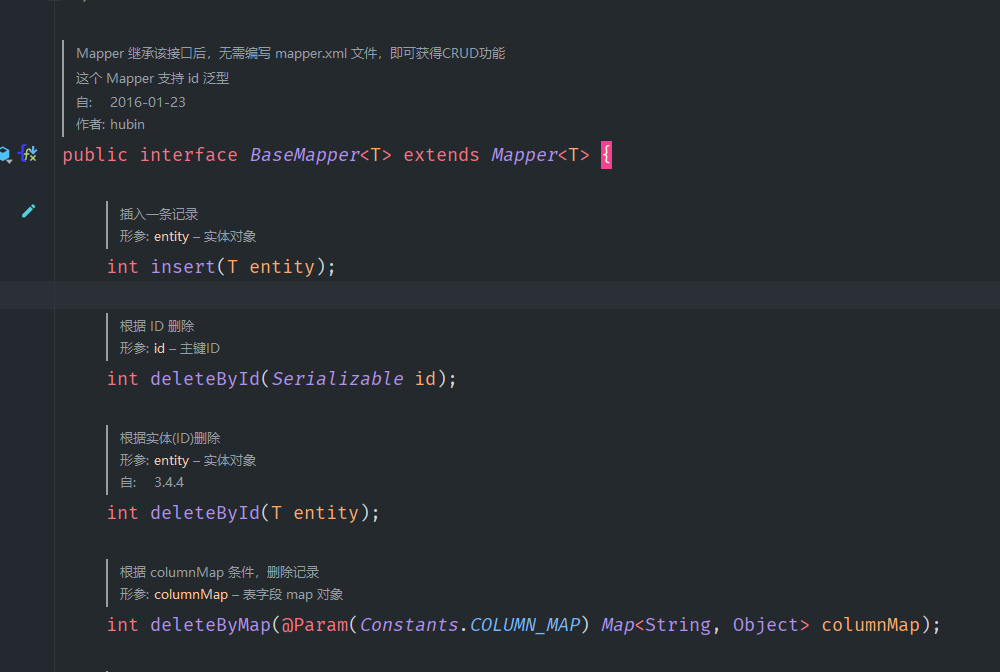 Mapper 继承该接口后，无需编写 mapper.xml 文件，即可获得CRUD功能
这个 Mapper 支持 id 泛型
自: 2016-01-23
作者: hubin
public interface BaseMapper<T> extends Mapper<T> {
插入一条记录
形参: entity – 实体对象
int insert(T entity);
根据 ID 删除
形参: id – 主键ID
int deleteById(Serializable id);
根据实体(ID)删除
形参: entity – 实体对象
自: 3.4.4
int deleteById(T entity);
根据 columnMap 条件，删除记录
形参: columnMap – 表字段 map 对象
int deleteByMap(@Param(Constants.COLUMN_MAP) Map<String, Object> columnMap);